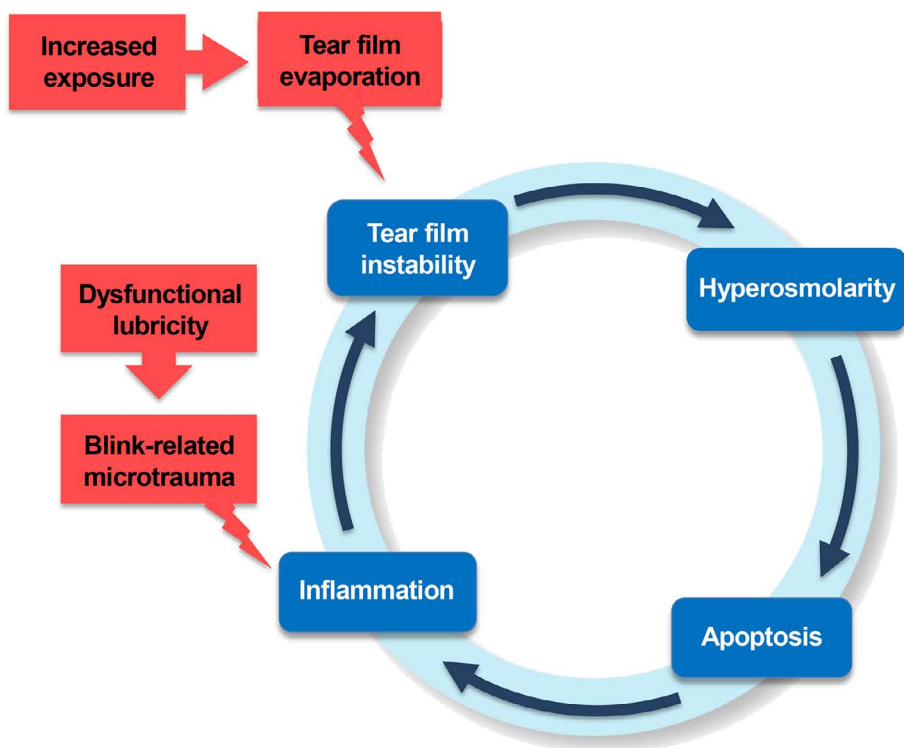 Increased
exposure
Tear film
evaporation
Tear film
instability
Hyperosmolarity
Dysfunctional
lubricity
Blink-related
microtrauma
Inflammation
Apoptosis